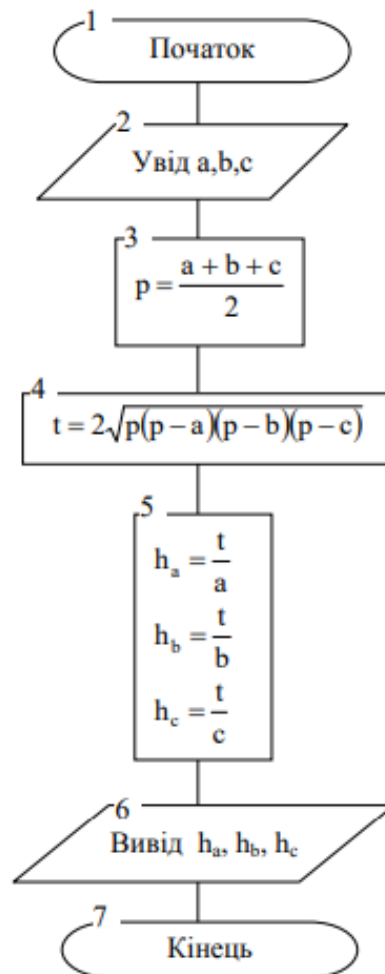 1
Початок
2
Увід a,b,c
3
p = (a + b + c) / 2
4
t = 2√(p(p − a)(p − b)(p − c))
5
hₐ = t / a
h_b = t / b
h_c = t / c
6
Вивід hₐ, h_b, h_c
7
Кінець